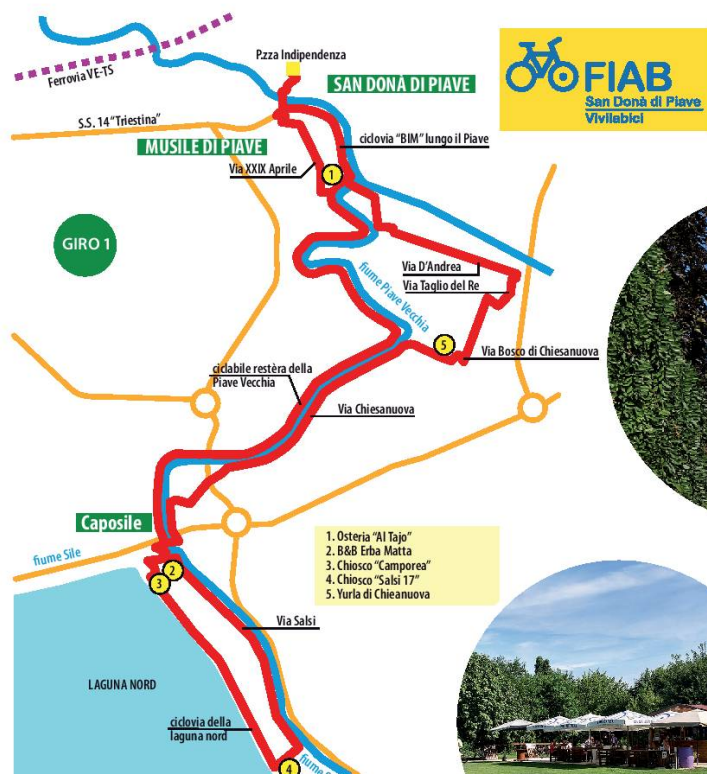 P.zza Indipendenza
Ferrovia VE-TS
SAN DONÀ DI PIAVE
FIAB
San Donà di Piave
Vivilabici
S.S. 14 "Triestina"
ciclovia "BIM" lungo il Piave
MUSILE DI PIAVE
Via XXIX Aprile
1
GIRO 1
Via D'Andrea
Via Taglio del Re
fiume Piave Vecchia
5
Via Bosco di Chiesanuova
ciclabile restèra della
Piave Vecchia
Via Chiesanuova
Caposile
fiume Sile
1. Osteria "Al Tajo"
2. B&B Erba Matta
3. Chiosco "Camporea"
4. Chiosco "Salsi 17"
5. Yurla di Chieanuova
2
3
Via Salsi
LAGUNA NORD
ciclovia della
laguna nord
fiume
4